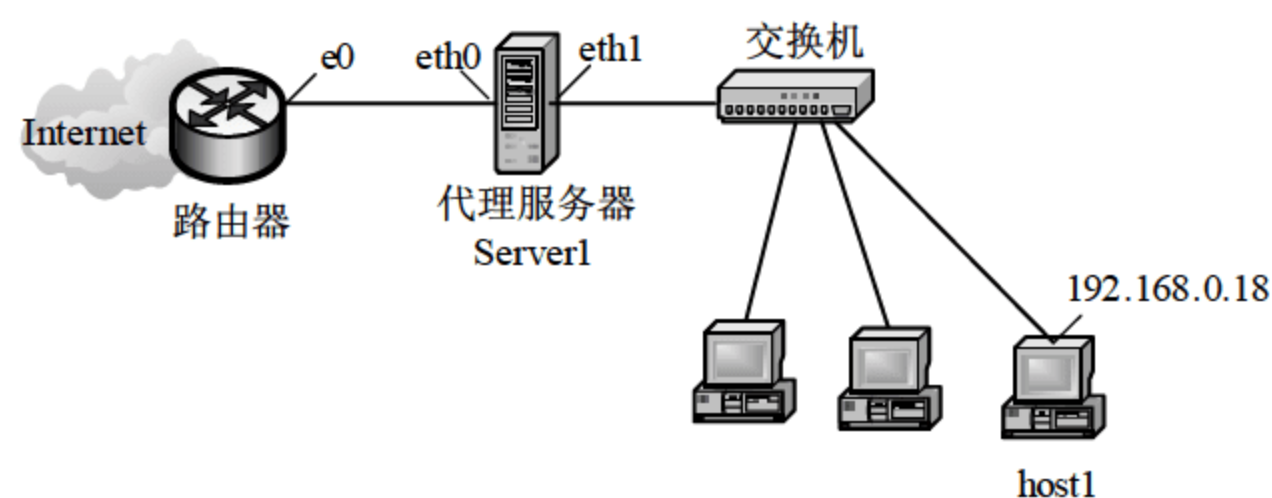 交换机
e0
eth0
eth1
Internet
路由器
代理服务器
Server1
192.168.0.18
host1